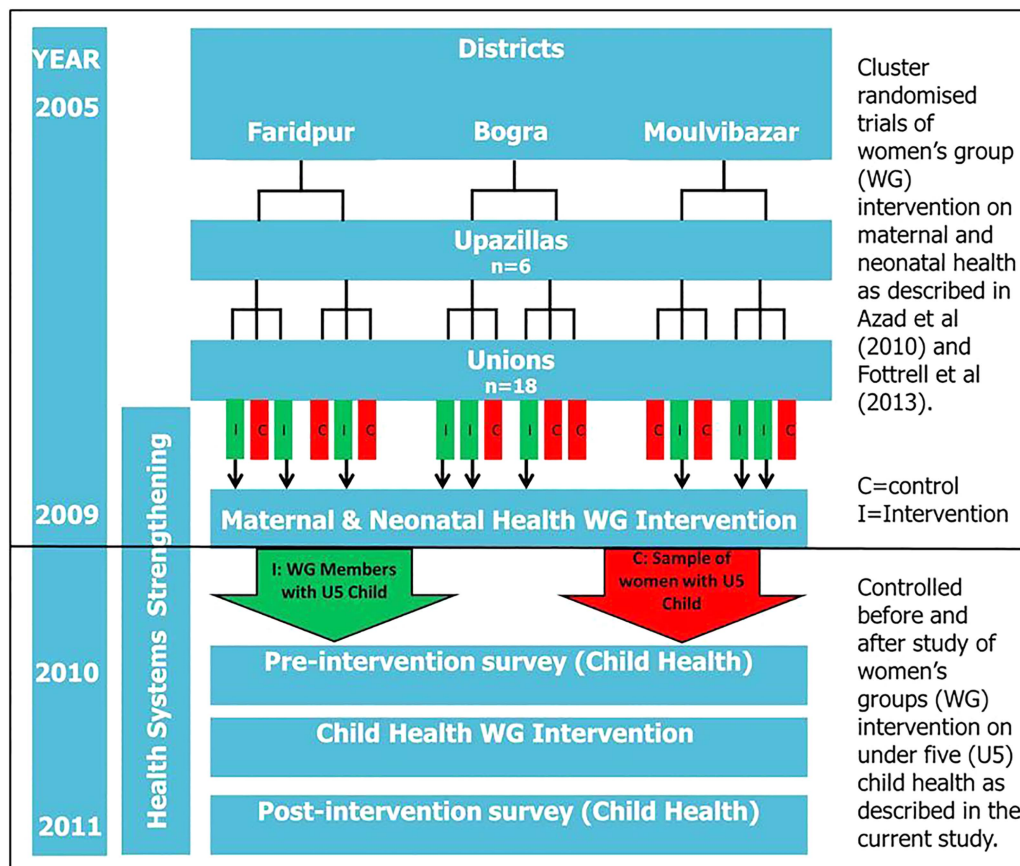 YEAR
2005
Districts
Faridpur
Bogra
Moulvibazar
Upazillas
n=6
Unions
n=18
I C I C I C I I C I C C C I C I I C
Health Systems Strengthening
2009
Maternal & Neonatal Health WG Intervention
I: WG Members
with U5 Child
C: Sample of
women with U5
Child
2010
Pre-intervention survey (Child Health)
Child Health WG Intervention
2011
Post-intervention survey (Child Health)
Cluster
randomised
trials of
women's group
(WG)
intervention on
maternal and
neonatal health
as described in
Azad et al
(2010) and
Fottrell et al
(2013).
C=control
I=Intervention
Controlled
before and
after study of
women's
groups (WG)
intervention on
under five (U5)
child health as
described in the
current study.